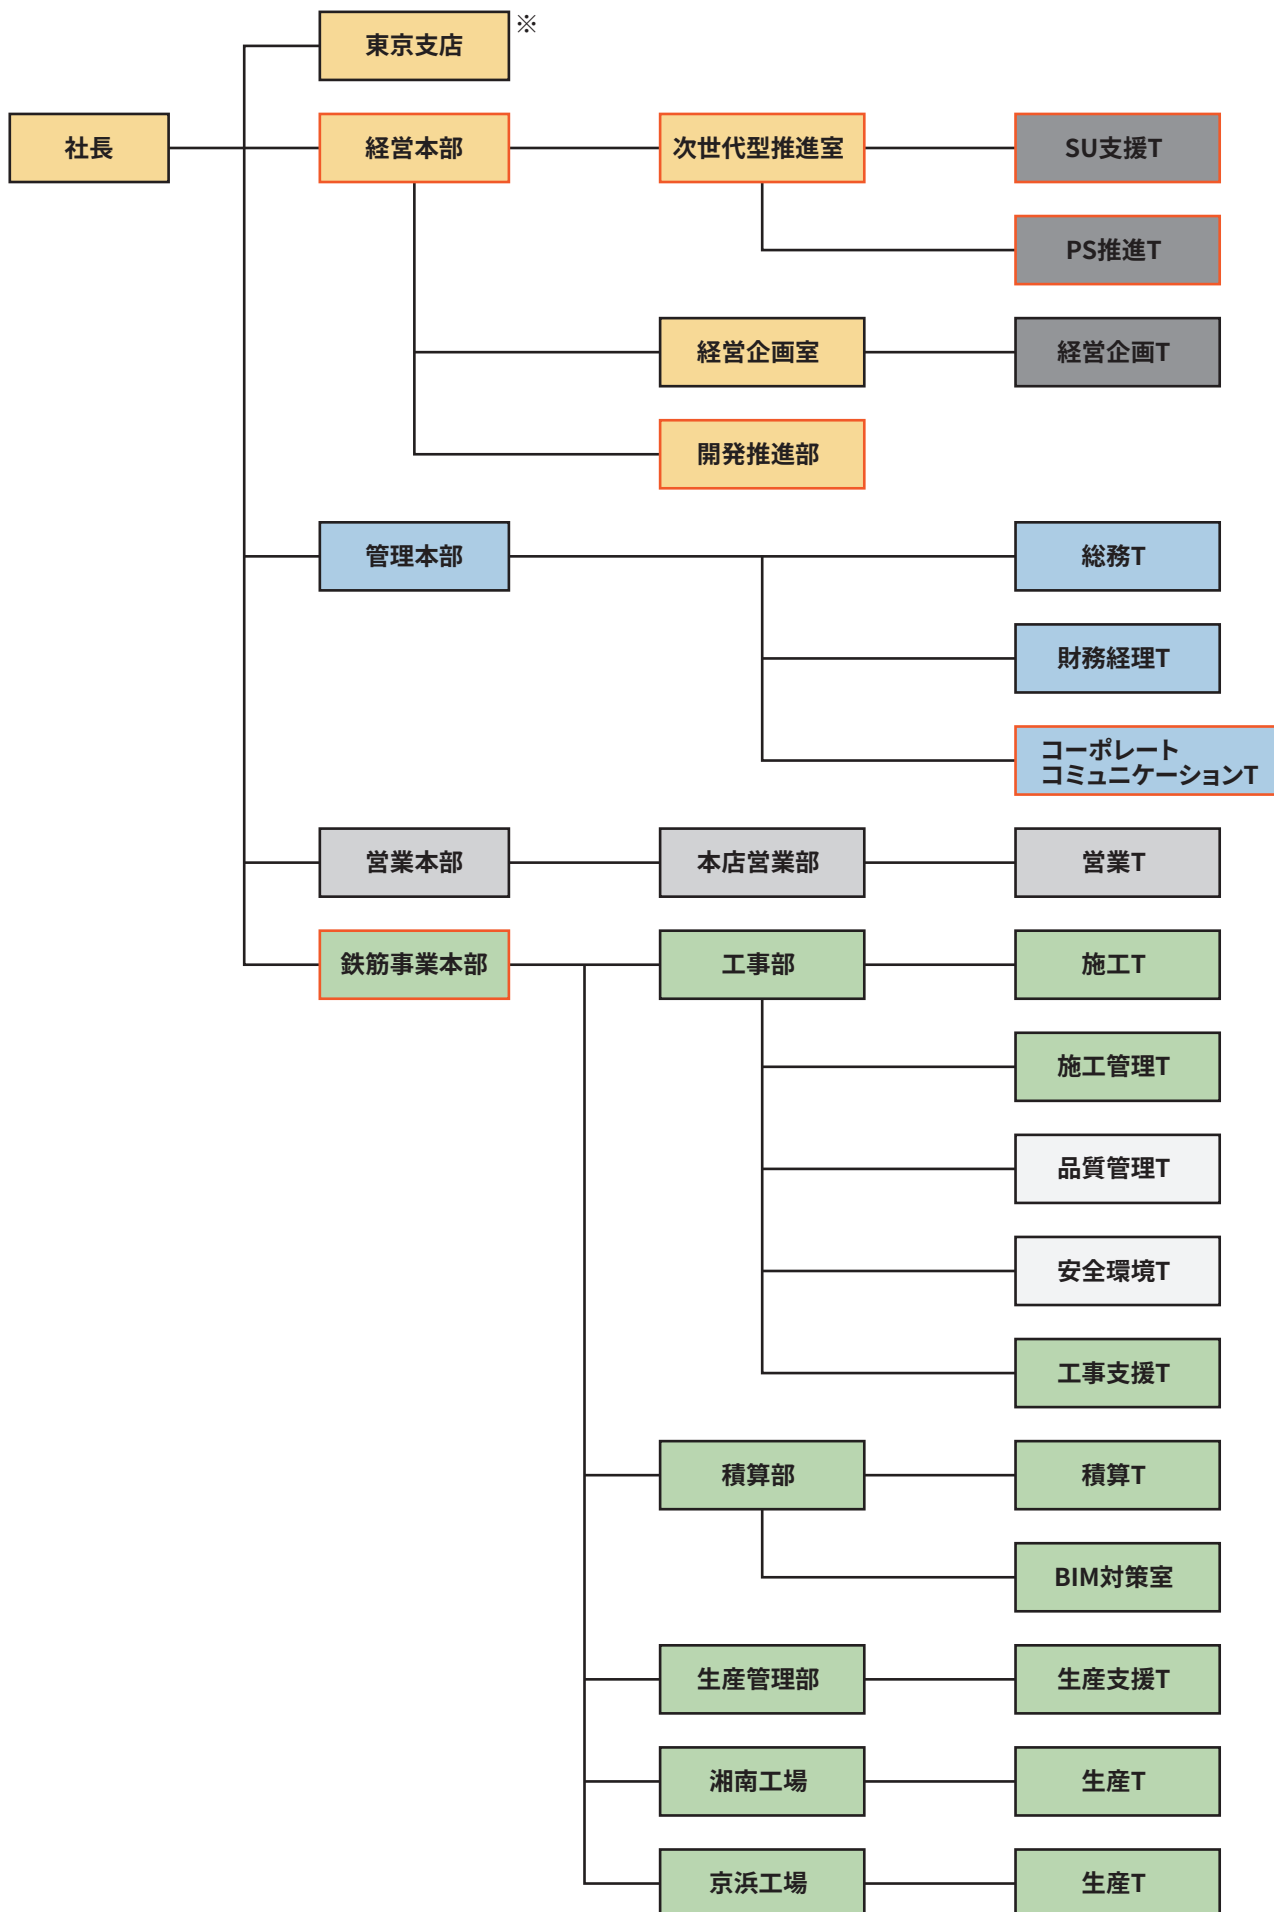 東京支店
※
社長
経営本部
次世代型推進室
SU支援T
PS推進T
経営企画室
経営企画T
開発推進部
管理本部
総務T
財務経理T
コーポレート
コミュニケーションT
営業本部
本店営業部
営業T
鉄筋事業本部
工事部
施工T
施工管理T
品質管理T
安全環境T
工事支援T
積算部
積算T
BIM対策室
生産管理部
生産支援T
湘南工場
生産T
京浜工場
生産T